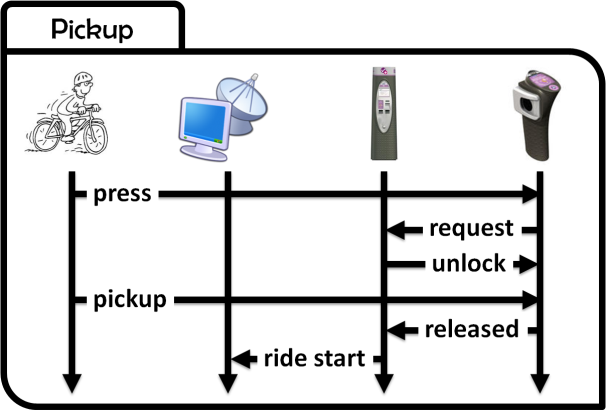 Pickup
press
request
unlock
pickup
released
ride start